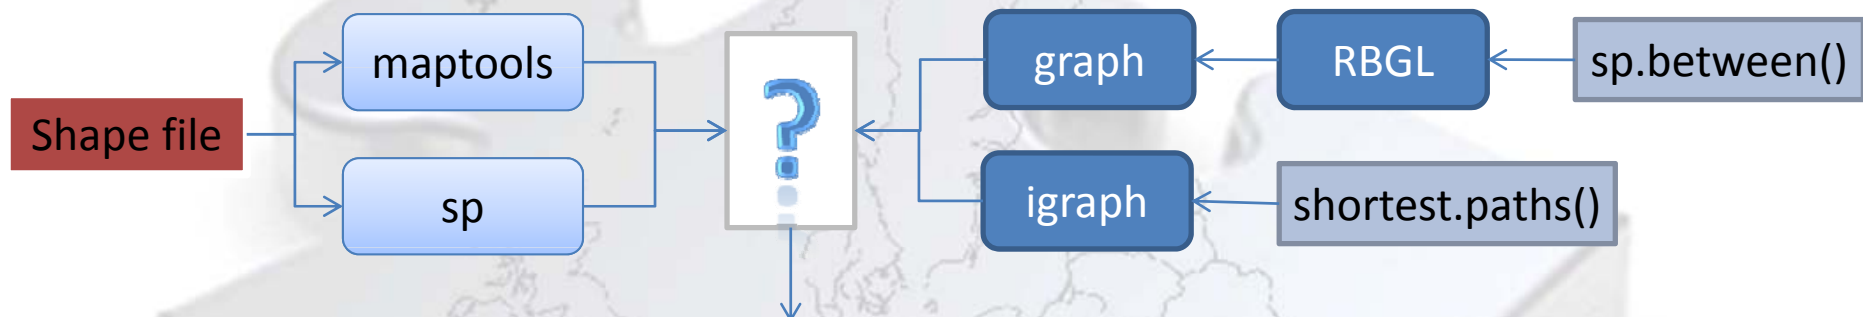 Shape file
maptools
sp
?
graph
RBGL
sp.between()
igraph
shortest.paths()